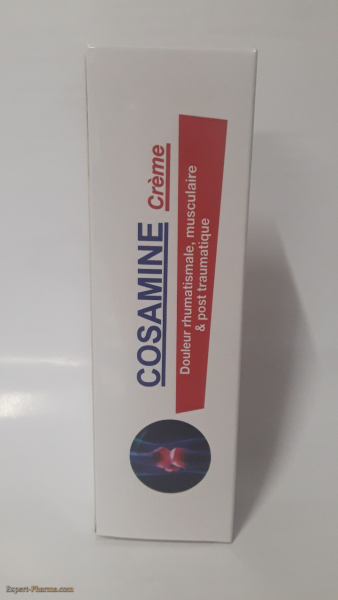 COSAMINE
Crème
Douleur rhumatismale, musculaire
& post traumatique
Expert-Pharma.com